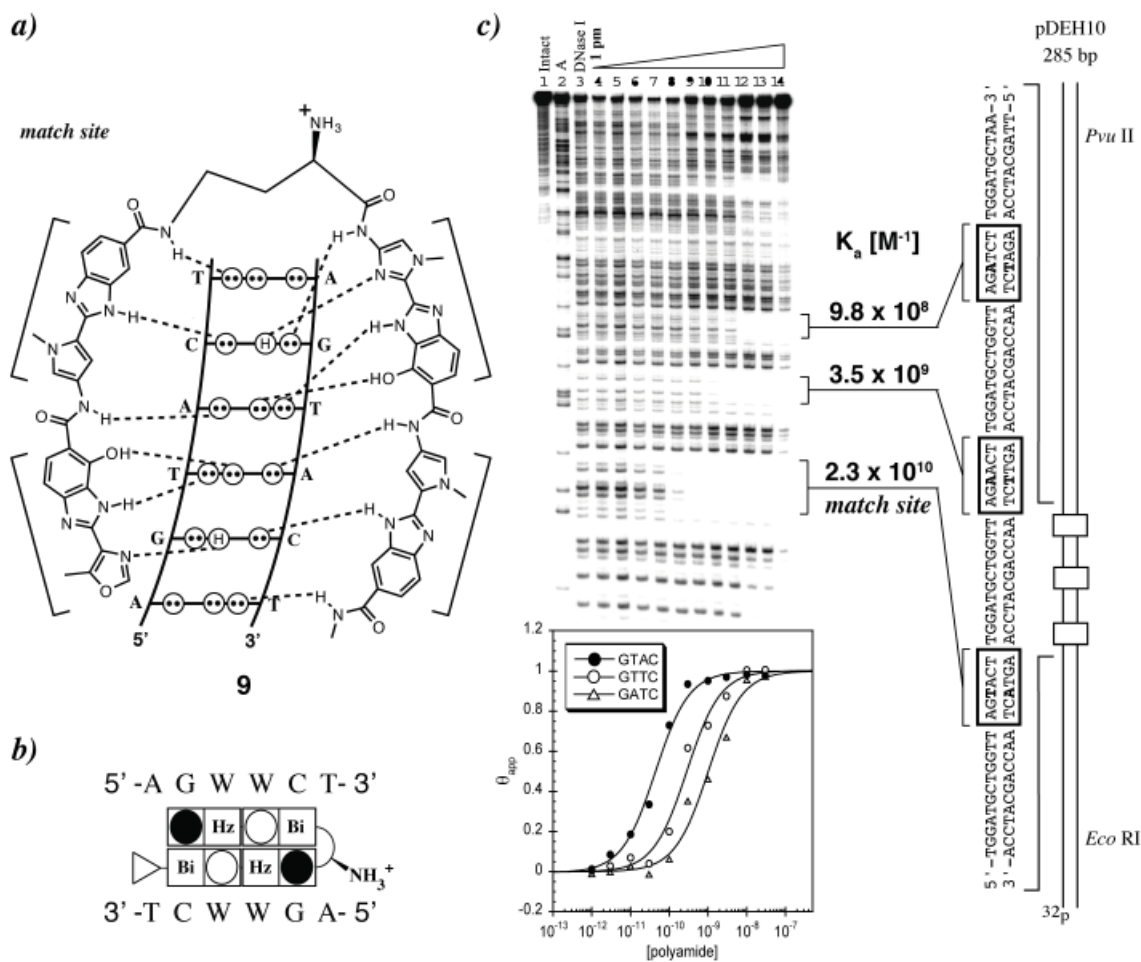 a)
match site
+
NH3
O
N
H
O
N
H
N
N
H
T
A
N
N
C
H
G
H
N
N
N
HO
O
N
H
A
T
O
OH
H
N
T
A
N
N
H
G
H
C
H
N
N
N
O
A
T
H
N
O
5'
3'
9
b)
5'-A G W W C T-3'
Hz Bi
Bi Hz
NH3+
3'-T C W W G A-5'
c)
Intact
A
DNase I
1 pm
1 2 3 4 5 6 7 8 9 10 11 12 13 14
Ka [M-1]
9.8 x 10^8
3.5 x 10^9
2.3 x 10^10
match site
GTAC
GTTC
GATC
1.2
1
0.8
0.6
0.4
0.2
0
-0.2
θapp
10^-13 10^-12 10^-11 10^-10 10^-9 10^-8 10^-7
[polyamide]
pDEH10
285 bp
Pvu II
Eco RI
5'-TGGATGCTGGTT AGTACT TGGATGCTGGTT AGAACT TGGATGCTGGTT AGATCT TGGATGCTAA-3'
3'-ACCTACGACCAA TCATGA ACCTACGACCAA TCTTGA ACCTACGACCAA TCTAGA ACCTACGATT-5'
32P